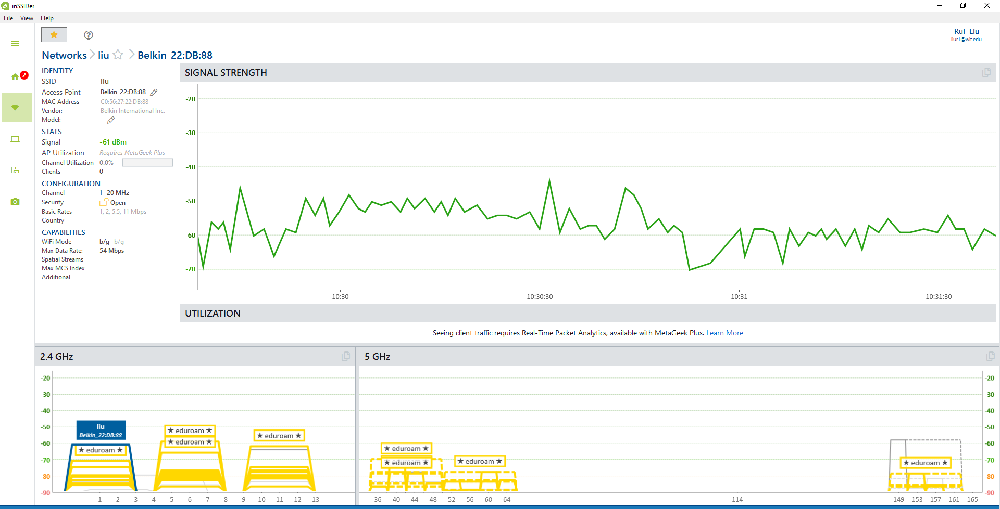 inSSIDer
File View Help
Rui Liu
liur1@wit.edu
Networks liu Belkin_22:DB:88
2
IDENTITY
SSID liu
Access Point Belkin_22:DB:88
MAC Address C0:56:27:22:DB:88
Vendor: Belkin International Inc.
Model:
STATS
Signal -61 dBm
AP Utilization Requires MetaGeek Plus
Channel Utilization 0.0%
Clients 0
CONFIGURATION
Channel 1 20 MHz
Security Open
Basic Rates 1, 2, 5.5, 11 Mbps
Country
CAPABILITIES
WiFi Mode b/g b/g
Max Data Rate: 54 Mbps
Spatial Streams
Max MCS Index
Additional
SIGNAL STRENGTH
-20
-30
-40
-50
-60
-70
10:30 10:30:30 10:31 10:31:30
UTILIZATION
Seeing client traffic requires Real-Time Packet Analytics, available with MetaGeek Plus. Learn More
2.4 GHz
-20
-30
-40
-50
-60
-70
-80
-90
liu
Belkin_22:DB:88
★ eduroam ★
★ eduroam ★
★ eduroam ★
★ eduroam ★
1 2 3 4 5 6 7 8 9 10 11 12 13
5 GHz
★ eduroam ★
★ eduroam ★
★ eduroam ★
★ eduroam ★
-20
-30
-40
-50
-60
-70
-80
-90
36 40 44 48 52 56 60 64 114 149 153 157 161 165